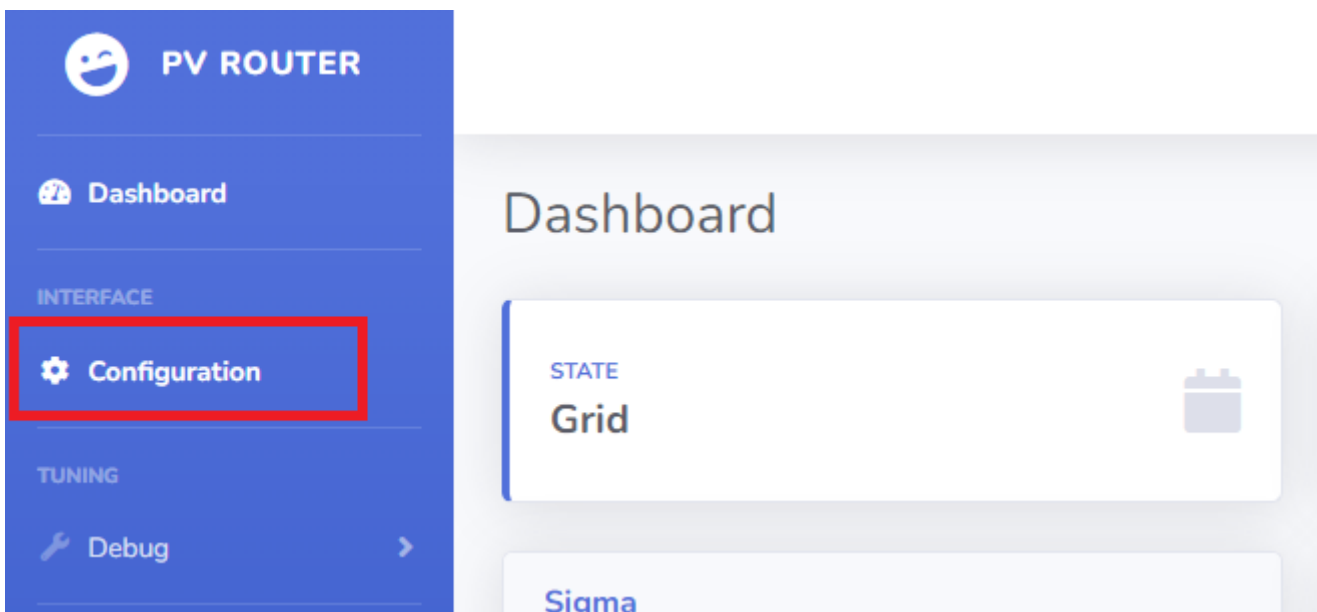 PV ROUTER
Dashboard
INTERFACE
Configuration
TUNING
Debug
Dashboard
STATE
Grid
Sigma